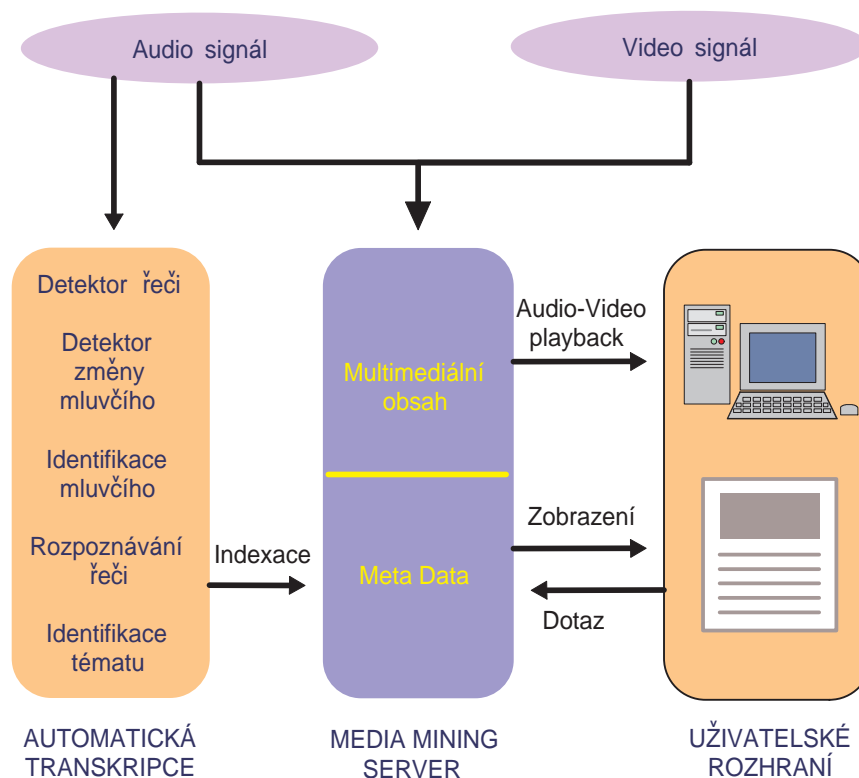 Audio signál
Video signál
Detektor řeči
Detektor
změny
mluvčího
Identifikace
mluvčího
Rozpoznávání
řeči
Identifikace
tématu
Indexace
Multimediální
obsah
Meta Data
Audio-Video
playback
Zobrazení
Dotaz
AUTOMATICKÁ
TRANSKRIPCE
MEDIA MINING
SERVER
UŽIVATELSKÉ
ROZHRANÍ